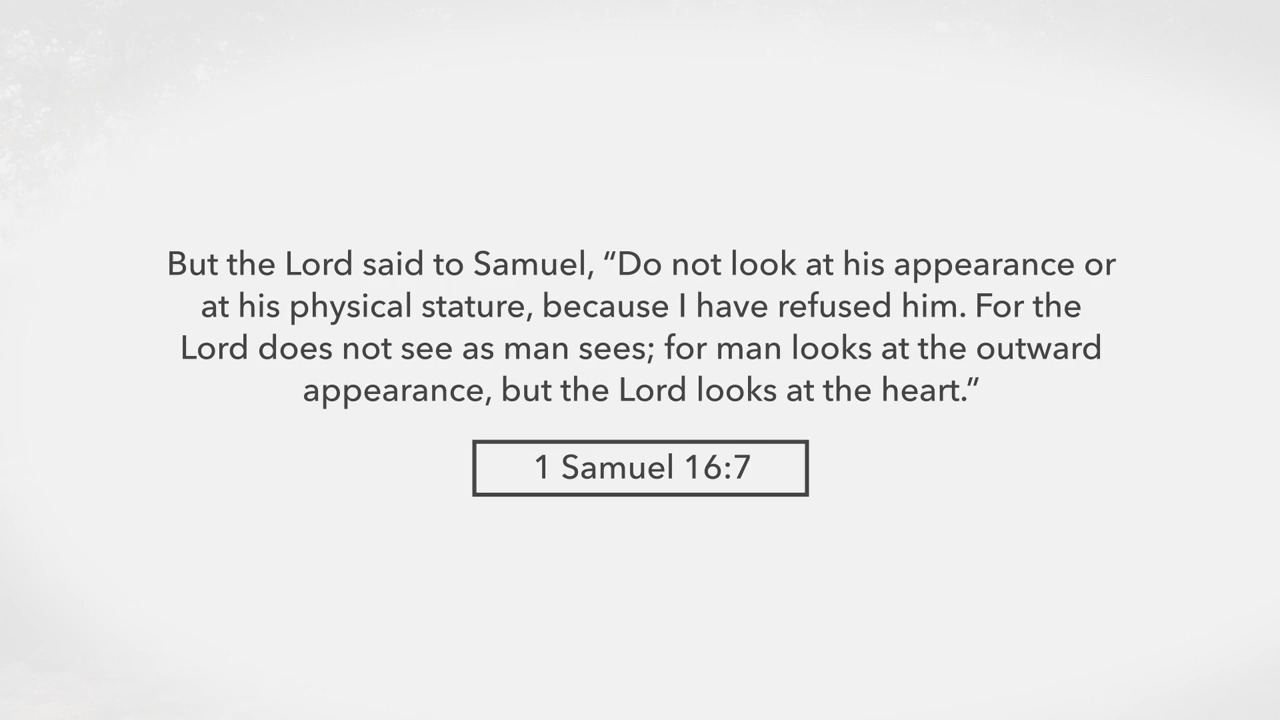 But the Lord said to Samuel, “Do not look at his appearance or
at his physical stature, because I have refused him. For the
Lord does not see as man sees; for man looks at the outward
appearance, but the Lord looks at the heart.”
1 Samuel 16:7